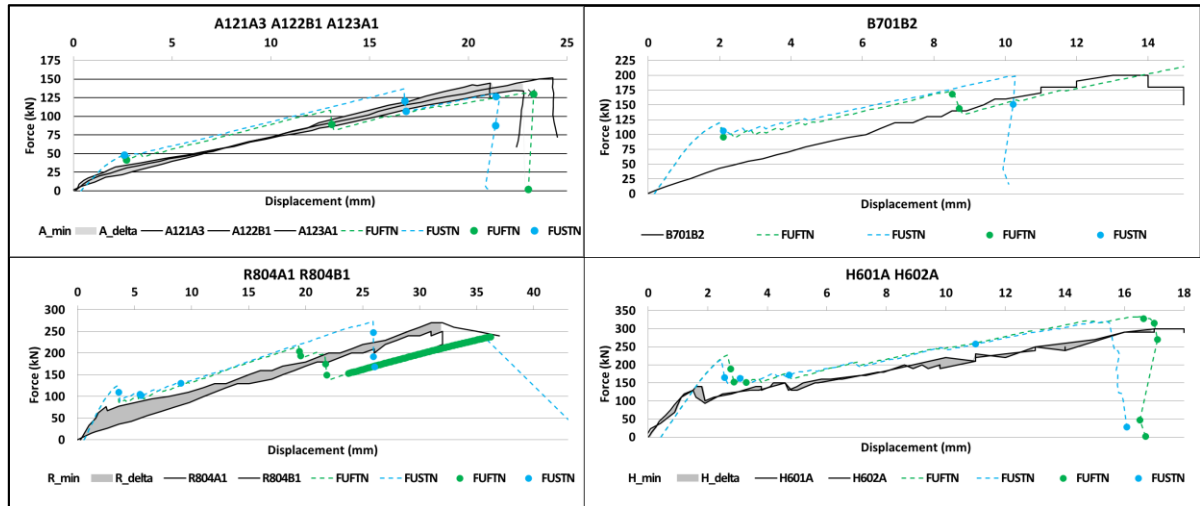 A121A3 A122B1 A123A1
0 5 10 15 20 25
175
150
125
100
75
50
25
0
Force (kN)
Displacement (mm)
A_min A_delta A121A3 A122B1 A123A1 FUFTN FUSTN FUFTN FUSTN
B701B2
0 2 4 6 8 10 12 14
225
200
175
150
125
100
75
50
25
0
Force (kN)
Displacement (mm)
B701B2 FUFTN FUSTN FUFTN FUSTN
R804A1 R804B1
0 5 10 15 20 25 30 35 40
300
250
200
150
100
50
0
Force (kN)
Displacement (mm)
R_min R_delta R804A1 R804B1 FUFTN FUSTN FUFTN FUSTN
H601A H602A
0 2 4 6 8 10 12 14 16 18
350
300
250
200
150
100
50
0
Force (kN)
Displacement (mm)
H_min H_delta H601A H602A FUFTN FUSTN FUFTN FUSTN